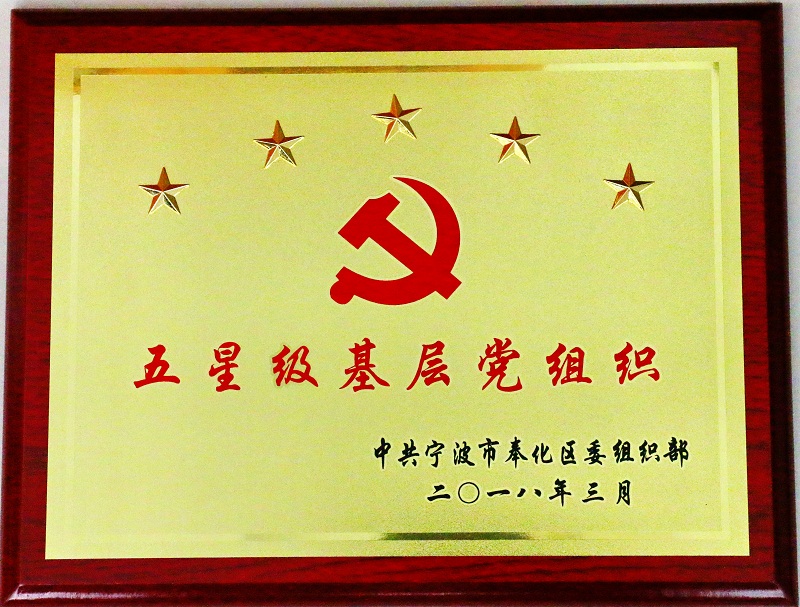 五星级基层党组织
中共宁波市奉化区委组织部
二〇一八年三月